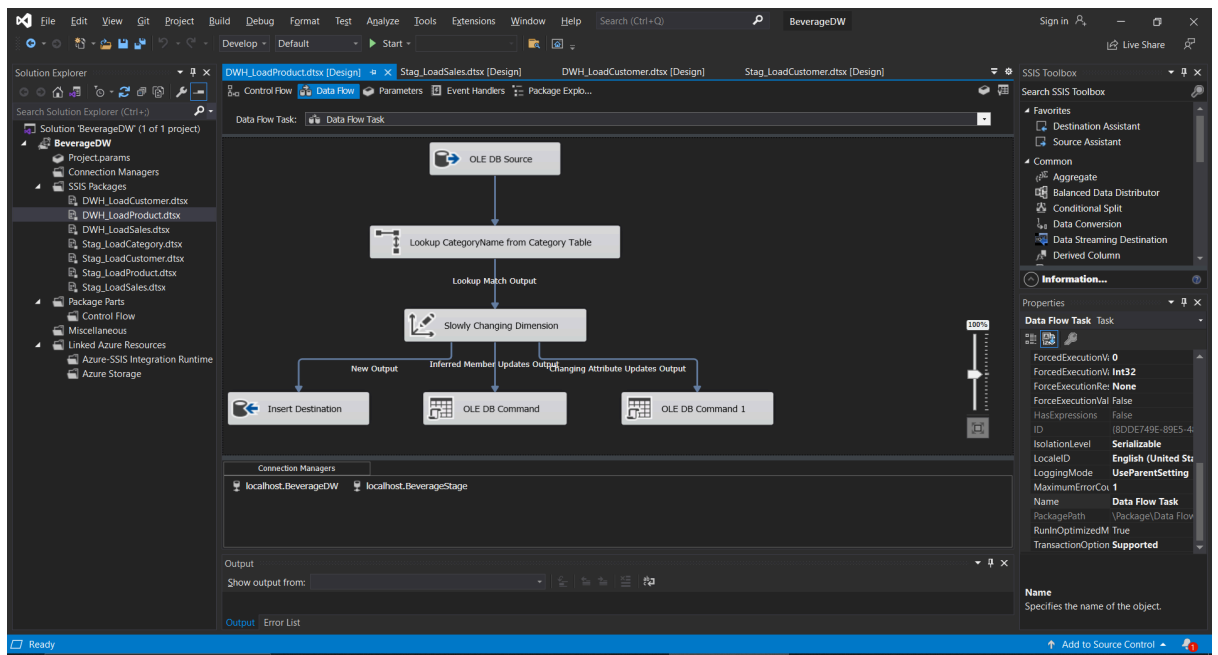 File Edit View Git Project Build Debug Format Test Analyze Tools Extensions Window Help Search (Ctrl+Q) BeverageDW Sign in
Develop Default Start Live Share
Solution Explorer
Search Solution Explorer (Ctrl+;)
Solution 'BeverageDW' (1 of 1 project)
BeverageDW
Project.params
Connection Managers
SSIS Packages
DWH_LoadCustomer.dtsx
DWH_LoadProduct.dtsx
DWH_LoadSales.dtsx
Stag_LoadCategory.dtsx
Stag_LoadCustomer.dtsx
Stag_LoadProduct.dtsx
Stag_LoadSales.dtsx
Package Parts
Control Flow
Miscellaneous
Linked Azure Resources
Azure-SSIS Integration Runtime
Azure Storage
DWH_LoadProduct.dtsx [Design] Stag_LoadSales.dtsx [Design] DWH_LoadCustomer.dtsx [Design] Stag_LoadCustomer.dtsx [Design]
Control Flow Data Flow Parameters Event Handlers Package Explo...
Data Flow Task: Data Flow Task
OLE DB Source
Lookup CategoryName from Category Table
Lookup Match Output
Slowly Changing Dimension
100%
New Output Inferred Member Updates Output Changing Attribute Updates Output
Insert Destination OLE DB Command OLE DB Command 1
Connection Managers
localhost.BeverageDW localhost.BeverageStage
Output
Show output from:
Output Error List
SSIS Toolbox
Search SSIS Toolbox
Favorites
Destination Assistant
Source Assistant
Common
Aggregate
Balanced Data Distributor
Conditional Split
Data Conversion
Data Streaming Destination
Derived Column
Information...
Properties
Data Flow Task Task
ForcedExecutionVa 0
ForcedExecutionVa Int32
ForceExecutionRe: None
ForceExecutionVal False
HasExpressions False
ID {8DDE749E-89E5-4
IsolationLevel Serializable
LocaleID English (United Sta
LoggingMode UseParentSetting
MaximumErrorCou 1
Name Data Flow Task
PackagePath \Package\Data Flow
RunInOptimizedM True
TransactionOption Supported
Name
Specifies the name of the object.
Ready Add to Source Control 1